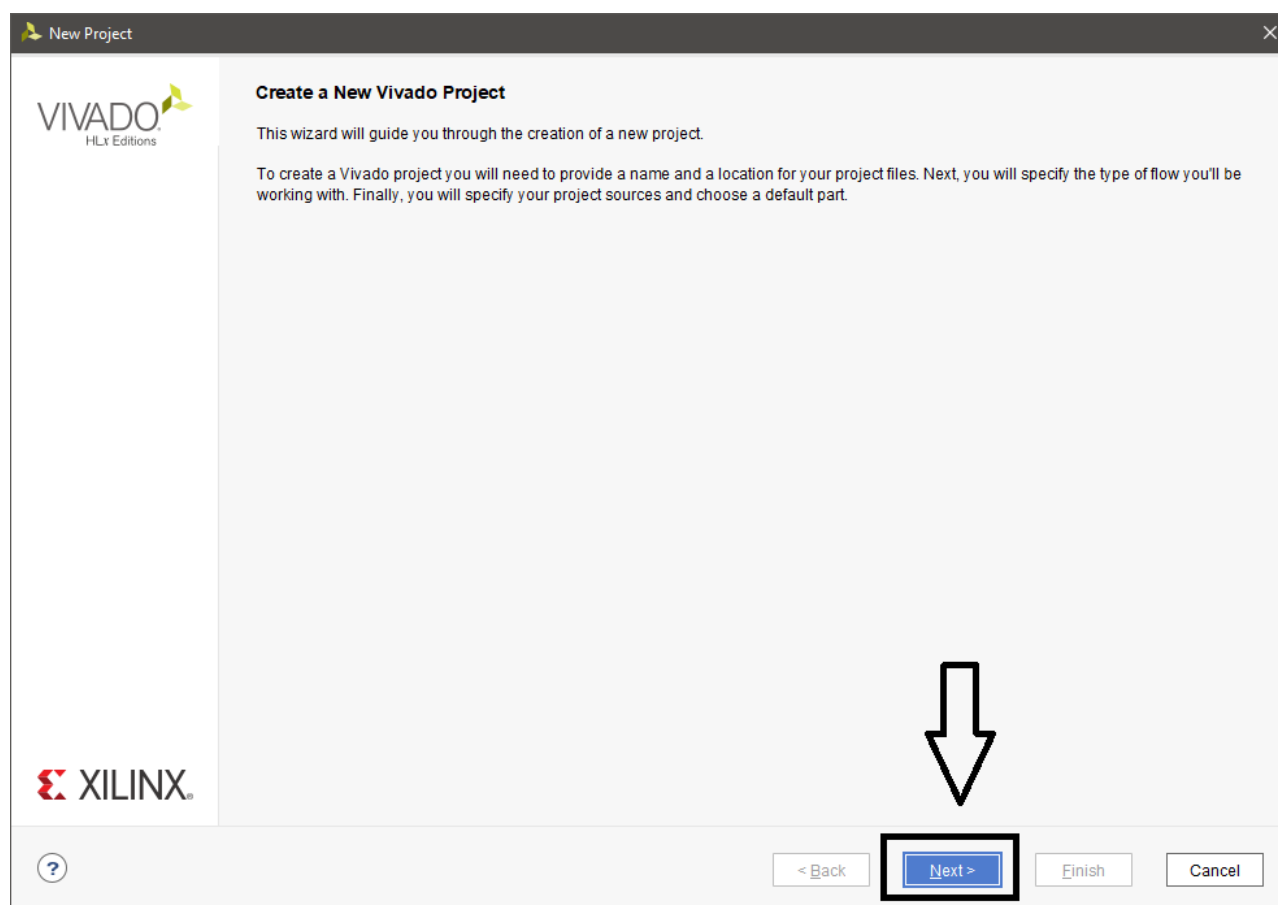 New Project
VIVADO
HLx Editions
Create a New Vivado Project
This wizard will guide you through the creation of a new project.
To create a Vivado project you will need to provide a name and a location for your project files. Next, you will specify the type of flow you'll be
working with. Finally, you will specify your project sources and choose a default part.
XILINX
?
< Back
Next >
Finish
Cancel